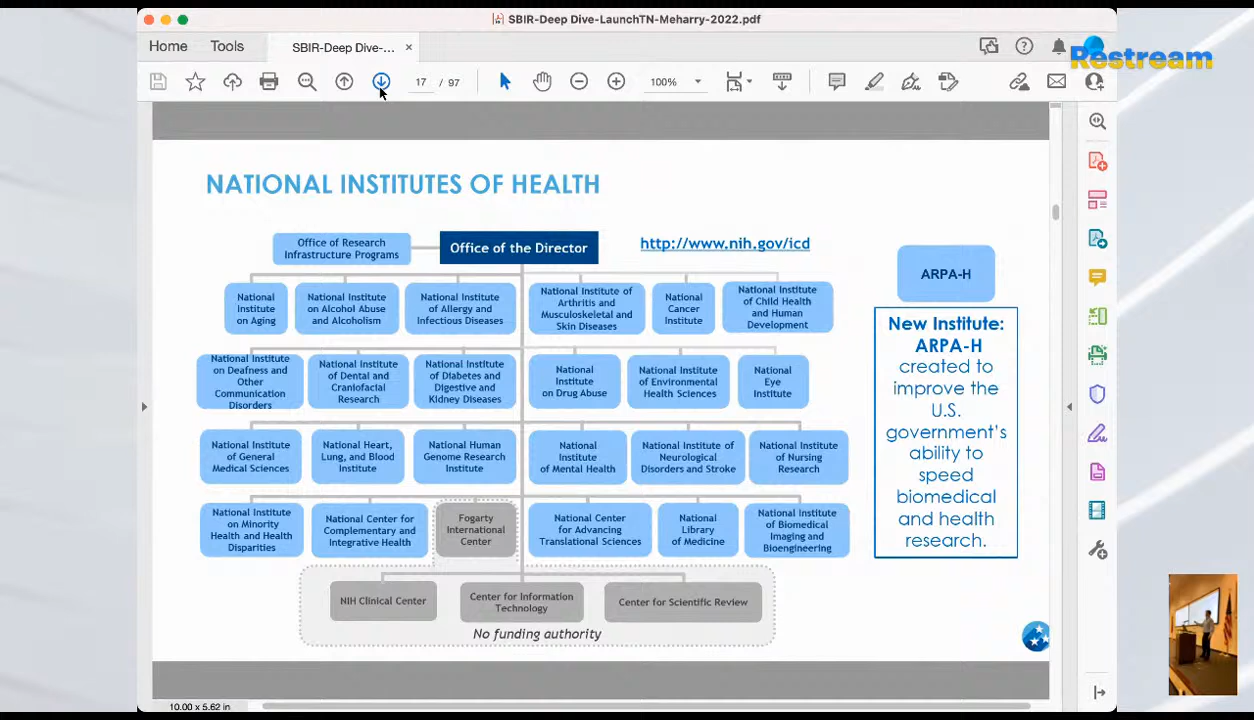 SBIR-Deep Dive-LaunchTN-Meharry-2022.pdf
Home
Tools
SBIR-Deep Dive-... ×
Restream
17 / 97
100%
NATIONAL INSTITUTES OF HEALTH
Office of Research
Infrastructure Programs
Office of the Director
http://www.nih.gov/icd
ARPA-H
National
Institute
on Aging
National Institute
on Alcohol Abuse
and Alcoholism
National Institute
of Allergy and
Infectious Diseases
National Institute of
Arthritis and
Musculoskeletal and
Skin Diseases
National
Cancer
Institute
National Institute
of Child Health
and Human
Development
National Institute
on Deafness and
Other
Communication
Disorders
National Institute
of Dental and
Craniofacial
Research
National Institute
of Diabetes and
Digestive and
Kidney Diseases
National
Institute
on Drug Abuse
National Institute
of Environmental
Health Sciences
National
Eye
Institute
National Institute
of General
Medical Sciences
National Heart,
Lung, and Blood
Institute
National Human
Genome Research
Institute
National
Institute
of Mental Health
National Institute of
Neurological
Disorders and Stroke
National Institute
of Nursing
Research
National Institute
on Minority
Health and Health
Disparities
National Center for
Complementary and
Integrative Health
Fogarty
International
Center
National Center
for Advancing
Translational Sciences
National
Library
of Medicine
National Institute
of Biomedical
Imaging and
Bioengineering
NIH Clinical Center
Center for Information
Technology
Center for Scientific Review
No funding authority
New Institute:
ARPA-H
created to
improve the
U.S.
government's
ability to
speed
biomedical
and health
research.
10.00 x 5.62 in